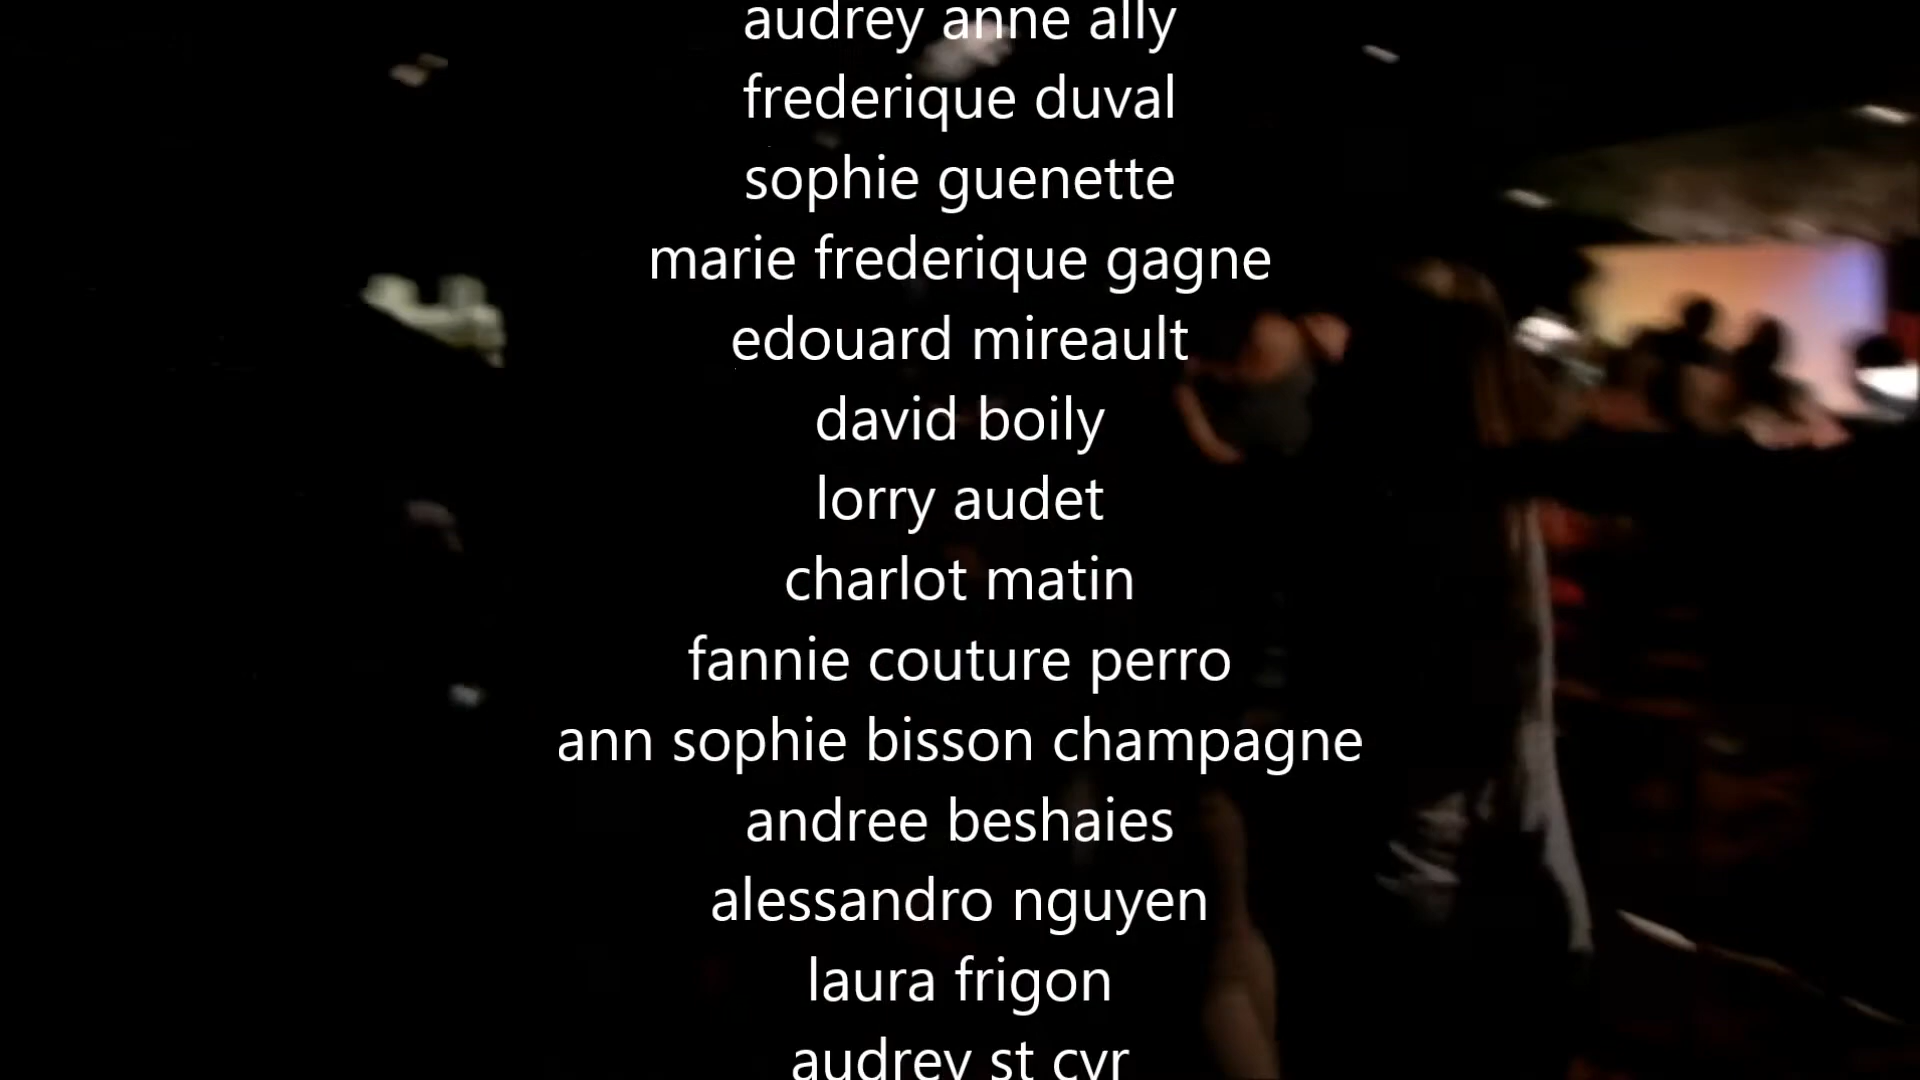 audrey anne ally
frederique duval
sophie guenette
marie frederique gagne
edouard mireault
david boily
lorry audet
charlot matin
fannie couture perro
ann sophie bisson champagne
andree beshaies
alessandro nguyen
laura frigon
audrey st cyr